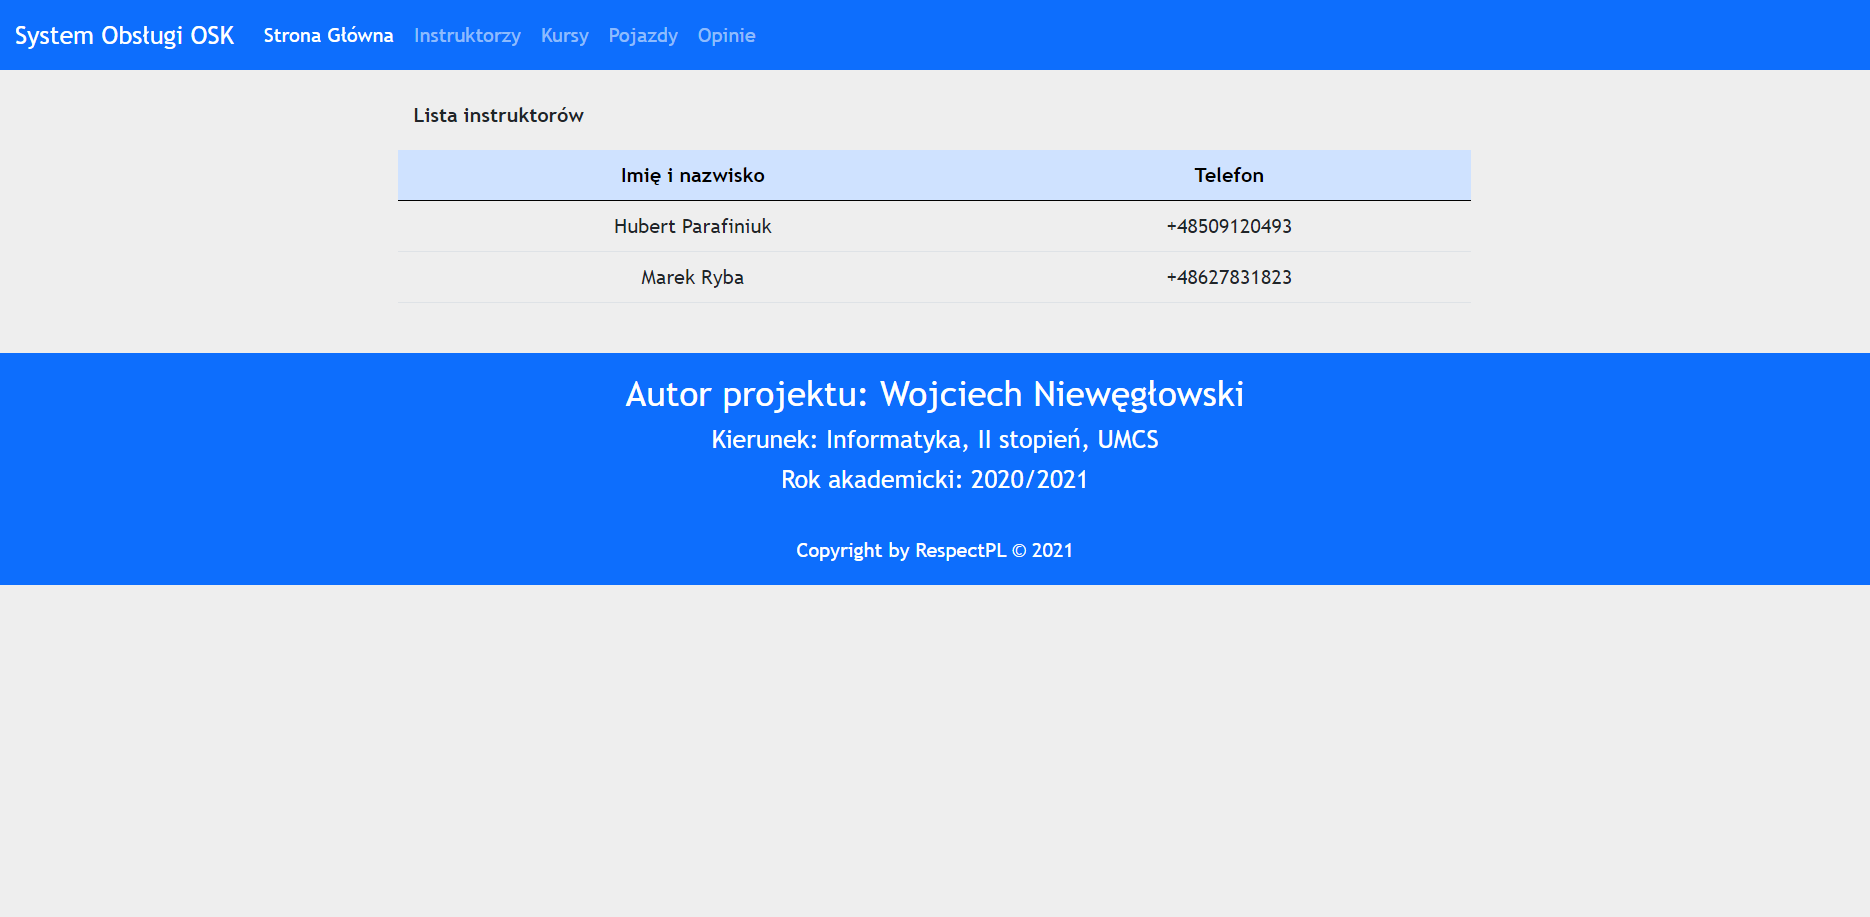 System Obsługi OSK Strona Główna Instruktorzy Kursy Pojazdy Opinie
Lista instruktorów
Imię i nazwisko Telefon
Hubert Parafiniuk +48509120493
Marek Ryba +48627831823
Autor projektu: Wojciech Niewęgłowski
Kierunek: Informatyka, II stopień, UMCS
Rok akademicki: 2020/2021
Copyright by RespectPL © 2021